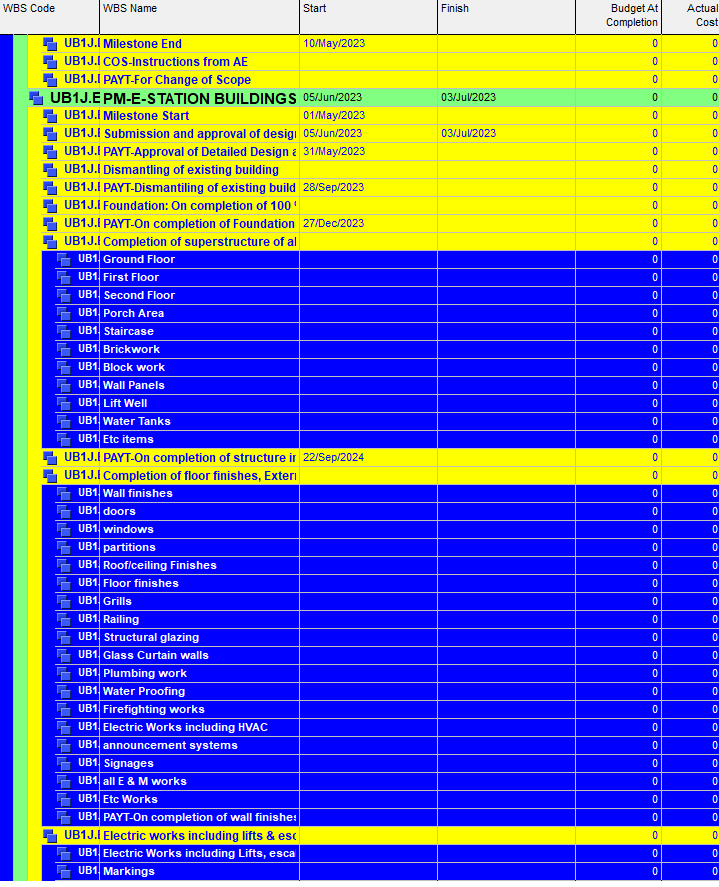 WBS Code WBS Name Start Finish Budget At Completion Actual Cost
UB1J.E Milestone End 10/May/2023 0 0
UB1J.E COS-Instructions from AE 0 0
UB1J.E PAYT-For Change of Scope 0 0
UB1J.E PM-E-STATION BUILDINGS 05/Jun/2023 03/Jul/2023 0 0
UB1J.E Milestone Start 01/May/2023 0 0
UB1J.E Submission and approval of desig 05/Jun/2023 03/Jul/2023 0 0
UB1J.E PAYT-Approval of Detailed Design a 31/May/2023 0 0
UB1J.E Dismantling of existing building 0 0
UB1J.E PAYT-Dismantiling of existing build 28/Sep/2023 0 0
UB1J.E Foundation: On completion of 100 % 0 0
UB1J.E PAYT-On completion of Foundation 27/Dec/2023 0 0
UB1J.E Completion of superstructure of al 0 0
UB1. Ground Floor 0 0
UB1. First Floor 0 0
UB1. Second Floor 0 0
UB1. Porch Area 0 0
UB1. Staircase 0 0
UB1. Brickwork 0 0
UB1. Block work 0 0
UB1. Wall Panels 0 0
UB1. Lift Well 0 0
UB1. Water Tanks 0 0
UB1. Etc items 0 0
UB1J.E PAYT-On completion of structure in 22/Sep/2024 0 0
UB1J.E Completion of floor finishes, Exter 0 0
UB1. Wall finishes 0 0
UB1. doors 0 0
UB1. windows 0 0
UB1. partitions 0 0
UB1. Roof/ceiling Finishes 0 0
UB1. Floor finishes 0 0
UB1. Grills 0 0
UB1. Railing 0 0
UB1. Structural glazing 0 0
UB1. Glass Curtain walls 0 0
UB1. Plumbing work 0 0
UB1. Water Proofing 0 0
UB1. Firefighting works 0 0
UB1. Electric Works including HVAC 0 0
UB1. announcement systems 0 0
UB1. Signages 0 0
UB1. all E & M works 0 0
UB1. Etc Works 0 0
UB1. PAYT-On completion of wall finishes 0 0
UB1J.E Electric works including lifts & esc 0 0
UB1. Electric Works including Lifts, esca 0 0
UB1. Markings 0 0